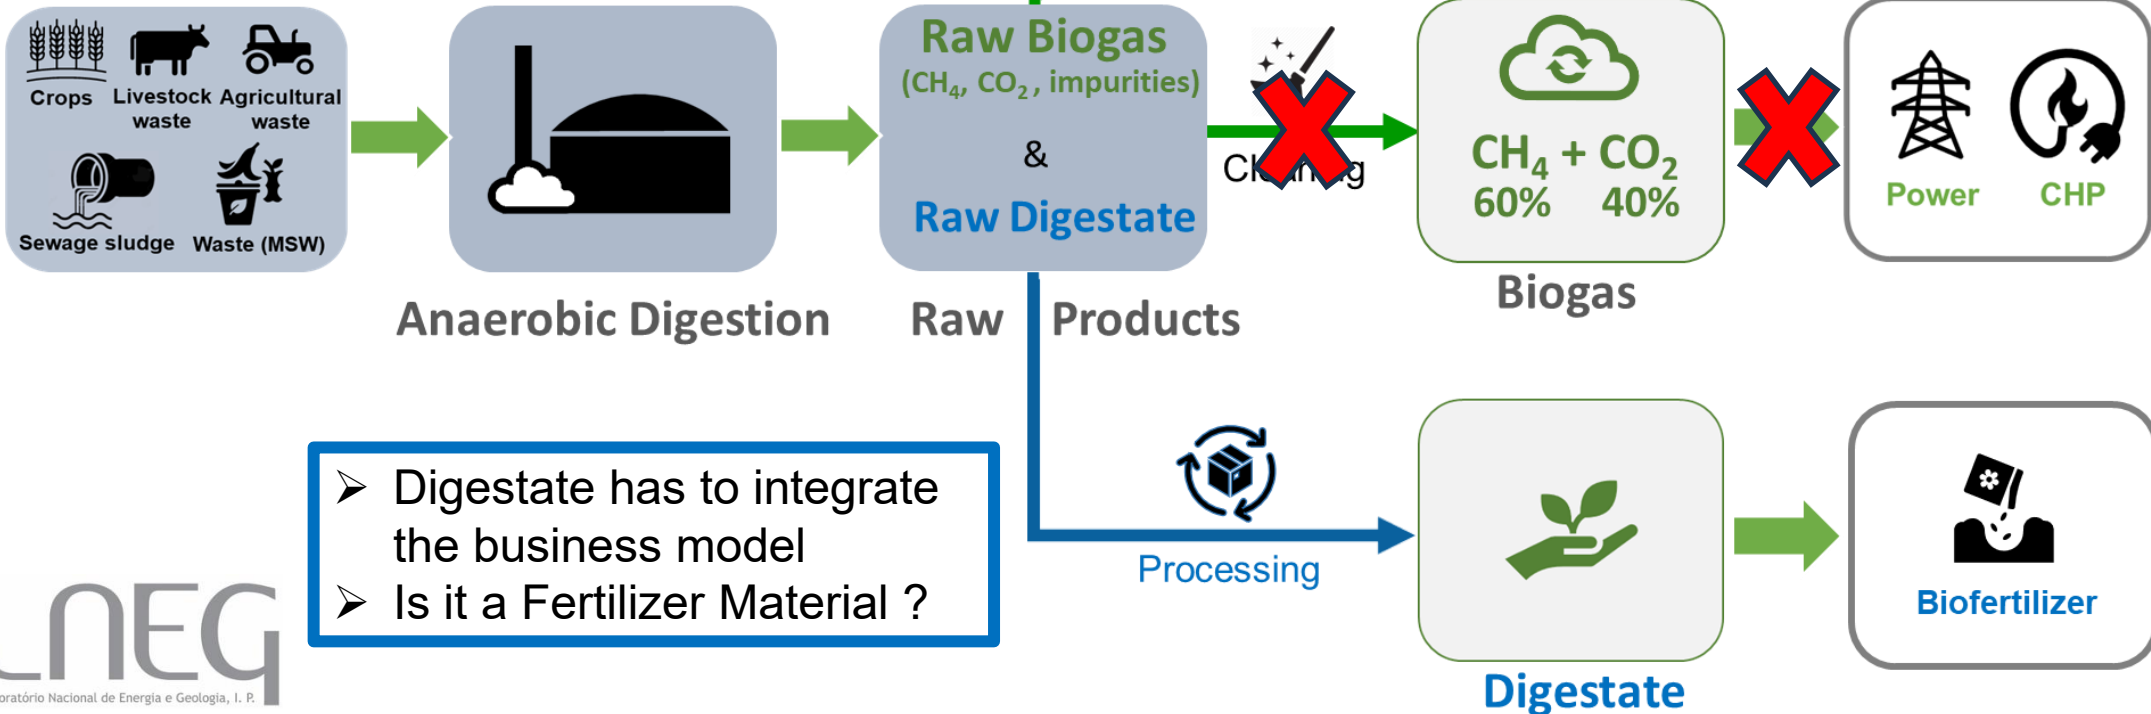 Crops
Livestock waste
Agricultural waste
Sewage sludge
Waste (MSW)
Anaerobic Digestion
Raw Biogas
(CH₄, CO₂, impurities)
&
Raw Digestate
Raw Products
CH₄ + CO₂
60% 40%
Biogas
Power
CHP
➢ Digestate has to integrate
the business model
➢ Is it a Fertilizer Material ?
Processing
Digestate
Biofertilizer
LNEG
oratório Nacional de Energia e Geologia, I. P.